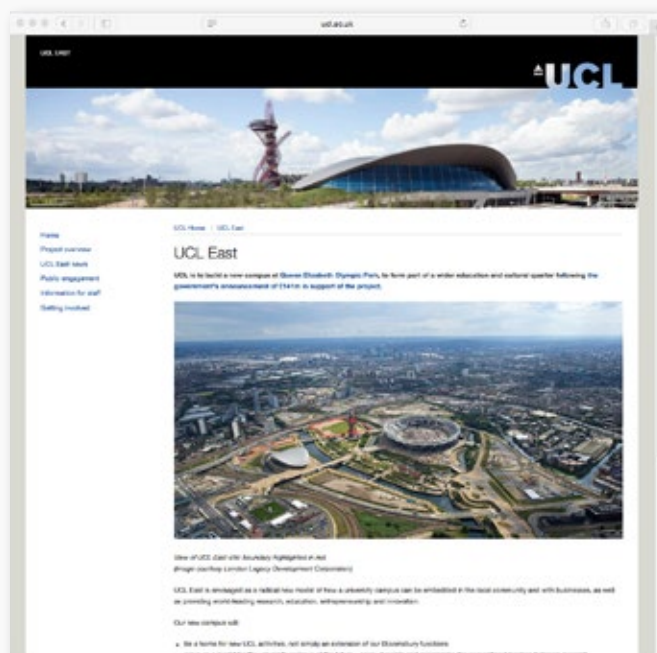 ucl.ac.uk
UCL EAST
UCL
UCL Home | UCL East
Home
Project overview
UCL East news
Public engagement
Information for staff
Getting involved
UCL East
UCL is to build a new campus at Queen Elizabeth Olympic Park, to form part of a wider education and cultural quarter following the
government's announcement of £141m in support of the project.
View of UCL East site boundary highlighted in red
(Image courtesy London Legacy Development Corporation)
UCL East is envisaged as a radical new model of how a university campus can be embedded in the local community and with businesses, as well
as providing world-leading research, education, entrepreneurship and innovation.
Our new campus will:
• Be a home for new UCL activities, not simply an extension of our Bloomsbury functions